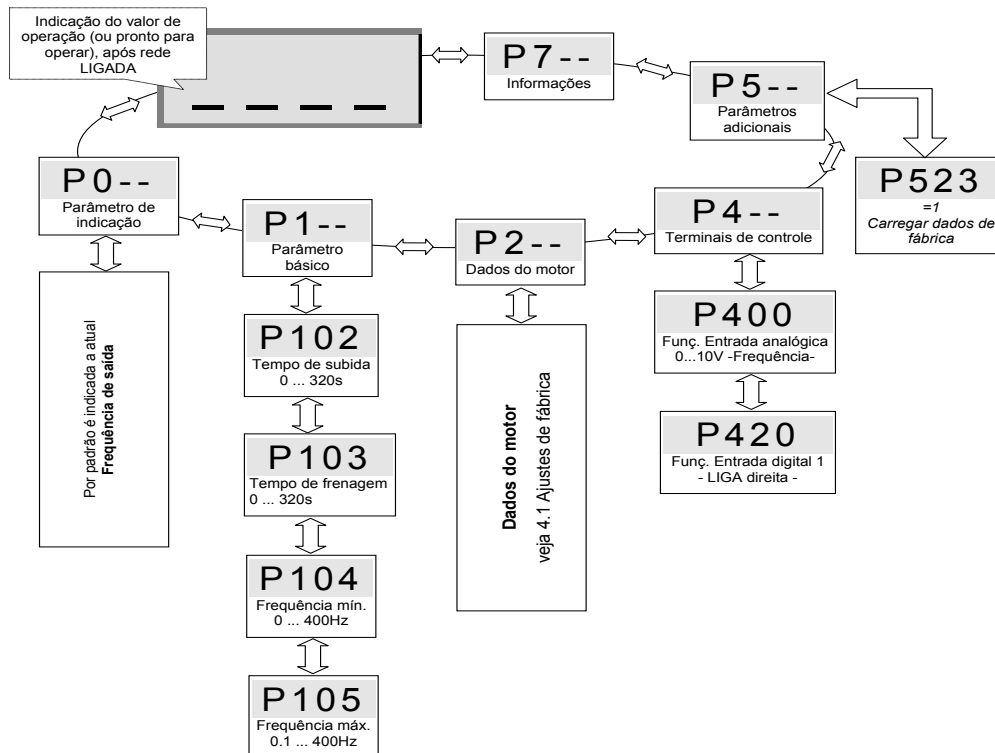 Indicação do valor de
operação (ou pronto para
operar), após rede
LIGADA
_ _ _ _
P7--
Informações
P5--
Parâmetros
adicionais
P523
=1
Carregar dados de
fábrica
P0--
Parâmetro de
indicação
Por padrão é indicada a atual
Frequência de saída
P1--
Parâmetro
básico
P102
Tempo de subida
0 ... 320s
P103
Tempo de frenagem
0 ... 320s
P104
Frequência mín.
0 ... 400Hz
P105
Frequência máx.
0.1 ... 400Hz
P2--
Dados do motor
Dados do motor
veja 4.1 Ajustes de fábrica
P4--
Terminais de controle
P400
Funç. Entrada analógica
0...10V -Frequência-
P420
Funç. Entrada digital 1
- LIGA direita -